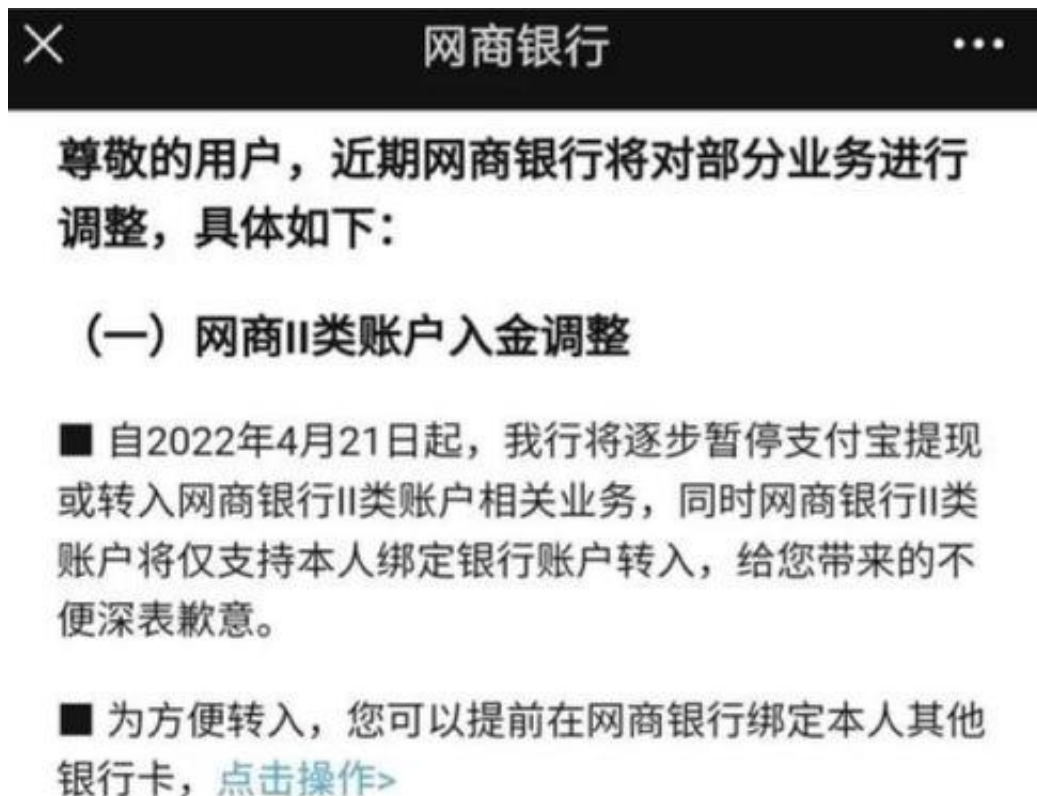 网商银行
尊敬的用户，近期网商银行将对部分业务进行
调整，具体如下：
（一）网商II类账户入金调整
■ 自2022年4月21日起，我行将逐步暂停支付宝提现
或转入网商银行II类账户相关业务，同时网商银行II类
账户将仅支持本人绑定银行账户转入，给您带来的不
便深表歉意。
■ 为方便转入，您可以提前在网商银行绑定本人其他
银行卡，点击操作>